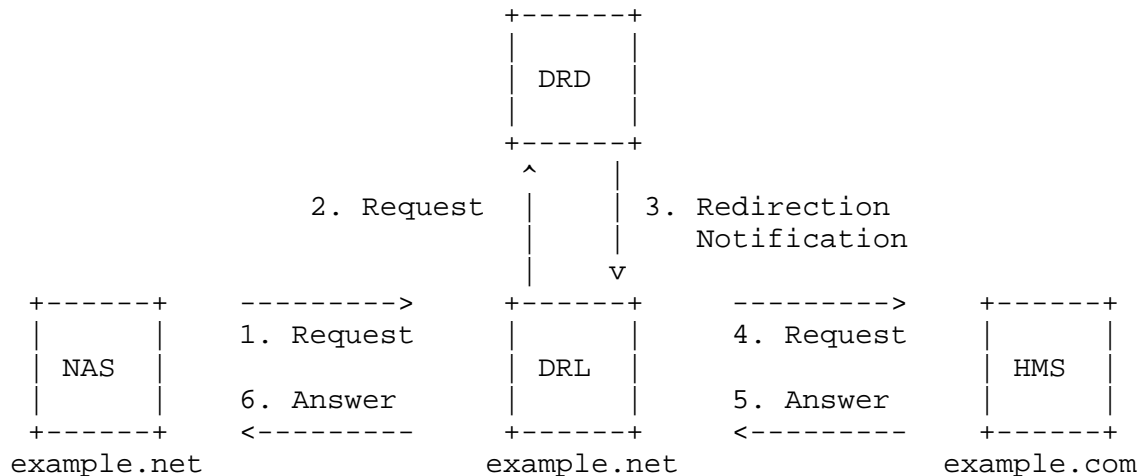 DRD
2. Request 3. Redirection
Notification
1. Request 4. Request
NAS DRL HMS
6. Answer 5. Answer
example.net example.net example.com